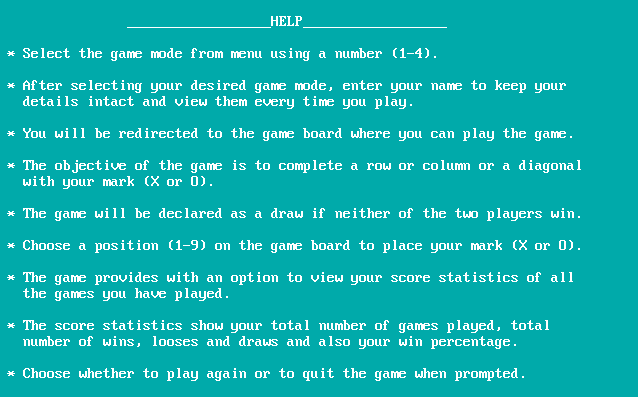 __________________HELP__________________
* Select the game mode from menu using a number (1-4).
* After selecting your desired game mode, enter your name to keep your
details intact and view them every time you play.
* You will be redirected to the game board where you can play the game.
* The objective of the game is to complete a row or column or a diagonal
with your mark (X or O).
* The game will be declared as a draw if neither of the two players win.
* Choose a position (1-9) on the game board to place your mark (X or O).
* The game provides with an option to view your score statistics of all
the games you have played.
* The score statistics show your total number of games played, total
number of wins, looses and draws and also your win percentage.
* Choose whether to play again or to quit the game when prompted.